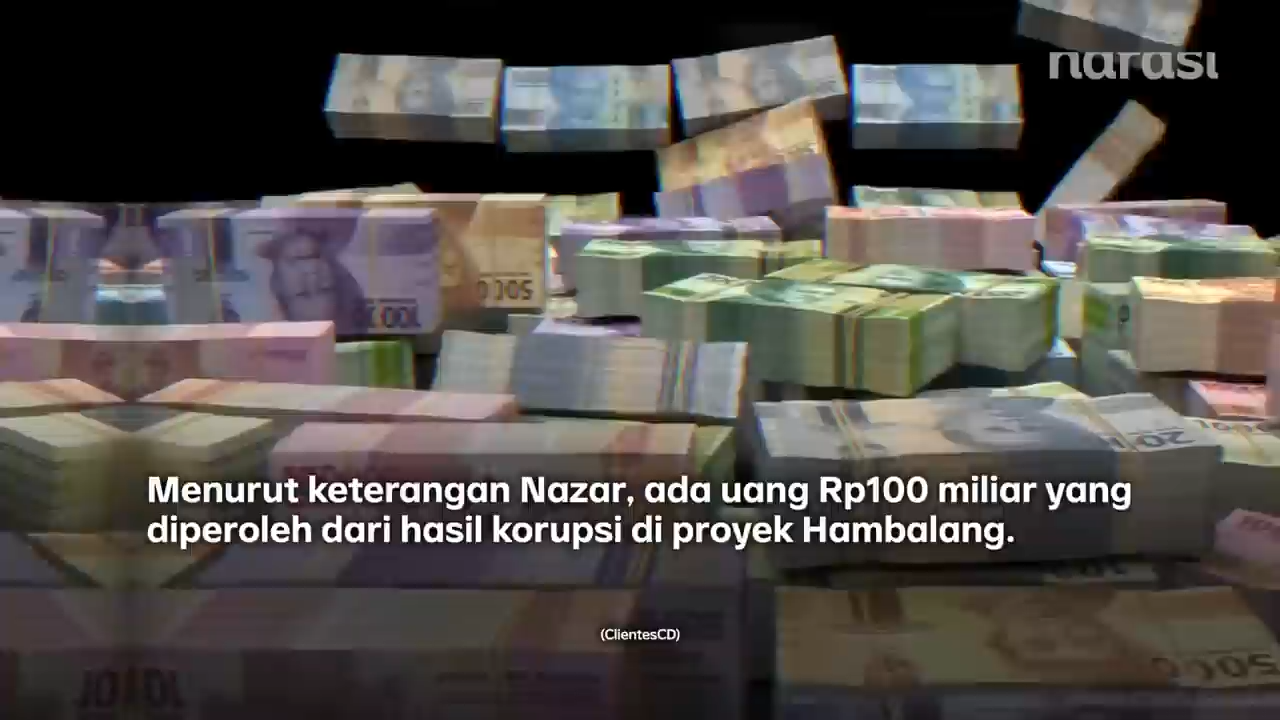 narasi
Menurut keterangan Nazar, ada uang Rp100 miliar yang
diperoleh dari hasil korupsi di proyek Hambalang.
(ClientesCD)